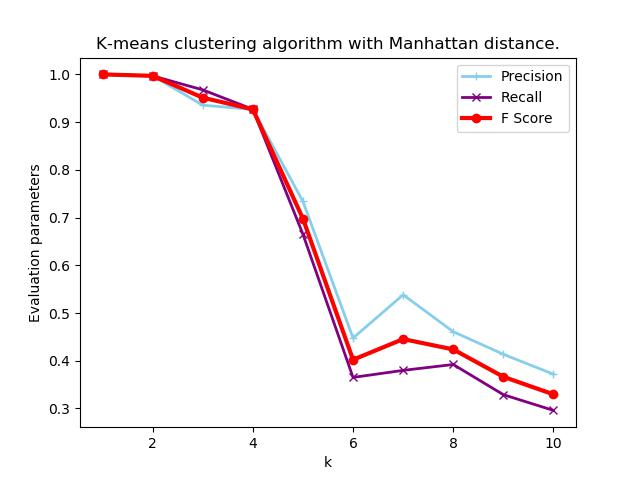 K-means clustering algorithm with Manhattan distance.
1.0
0.9
0.8
0.7
0.6
0.5
0.4
0.3
Evaluation parameters
Precision
Recall
F Score
2
4
6
8
10
k